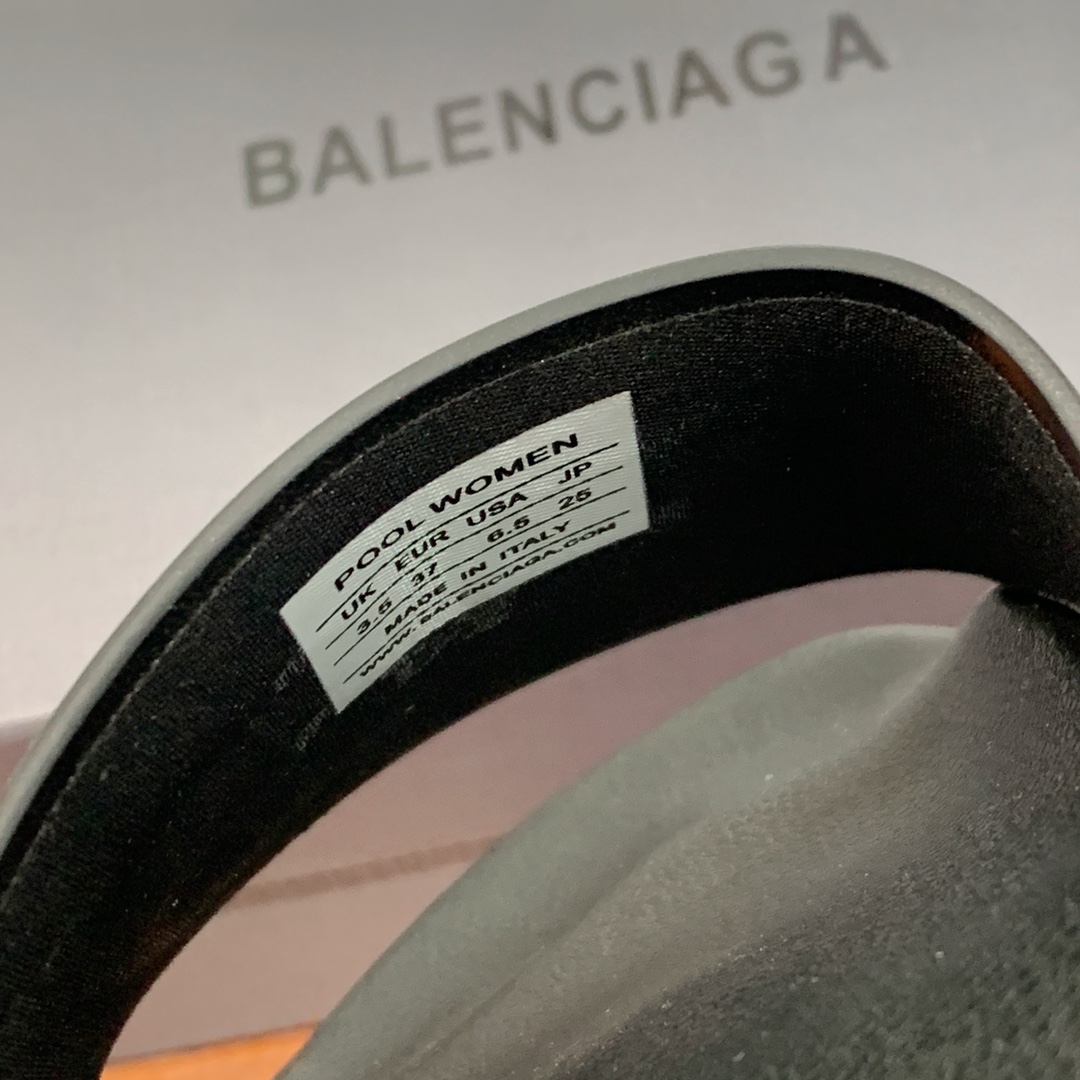 BALENCIAGA
POOL WOMEN
UK EUR USA JP
3.5 37 6.5 25
MADE IN ITALY
WWW.BALENCIAGA.COM